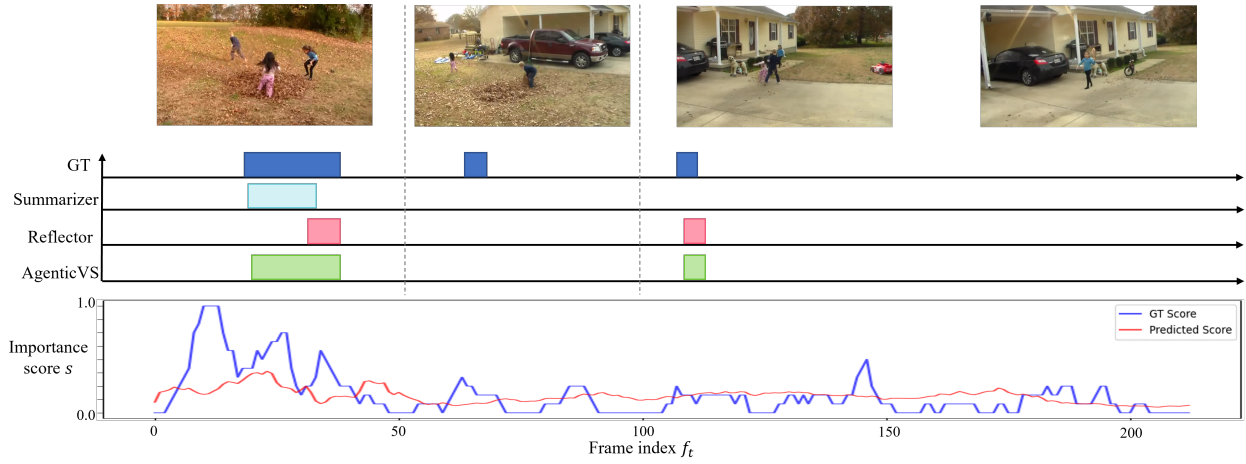 GT
Summarizer
Reflector
AgenticVS
1.0
Importance
score s
0.0
GT Score
Predicted Score
0
50
100
150
200
Frame index fₜ